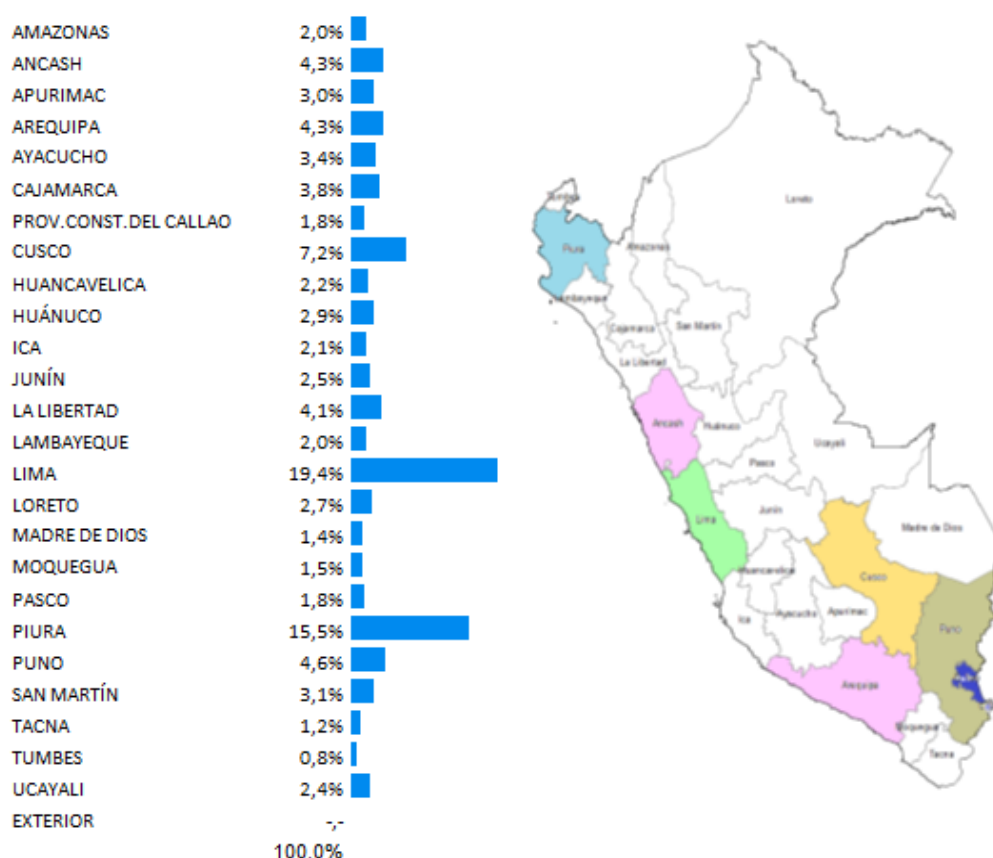 AMAZONAS 2,0%
ANCASH 4,3%
APURIMAC 3,0%
AREQUIPA 4,3%
AYACUCHO 3,4%
CAJAMARCA 3,8%
PROV.CONST.DEL CALLAO 1,8%
CUSCO 7,2%
HUANCAVELICA 2,2%
HUÁNUCO 2,9%
ICA 2,1%
JUNÍN 2,5%
LA LIBERTAD 4,1%
LAMBAYEQUE 2,0%
LIMA 19,4%
LORETO 2,7%
MADRE DE DIOS 1,4%
MOQUEGUA 1,5%
PASCO 1,8%
PIURA 15,5%
PUNO 4,6%
SAN MARTÍN 3,1%
TACNA 1,2%
TUMBES 0,8%
UCAYALI 2,4%
EXTERIOR -,-
100,0%
Tumbes
Loreto
Piura
Amazonas
Lambayeque
Cajamarca
San Martín
La Libertad
Ancash
Huánuco
Ucayali
Pasco
Lima
Junín
Madre de Dios
Huancavelica
Cusco
Ica
Ayacucho
Apurimac
Puno
Arequipa
Moquegua
Tacna